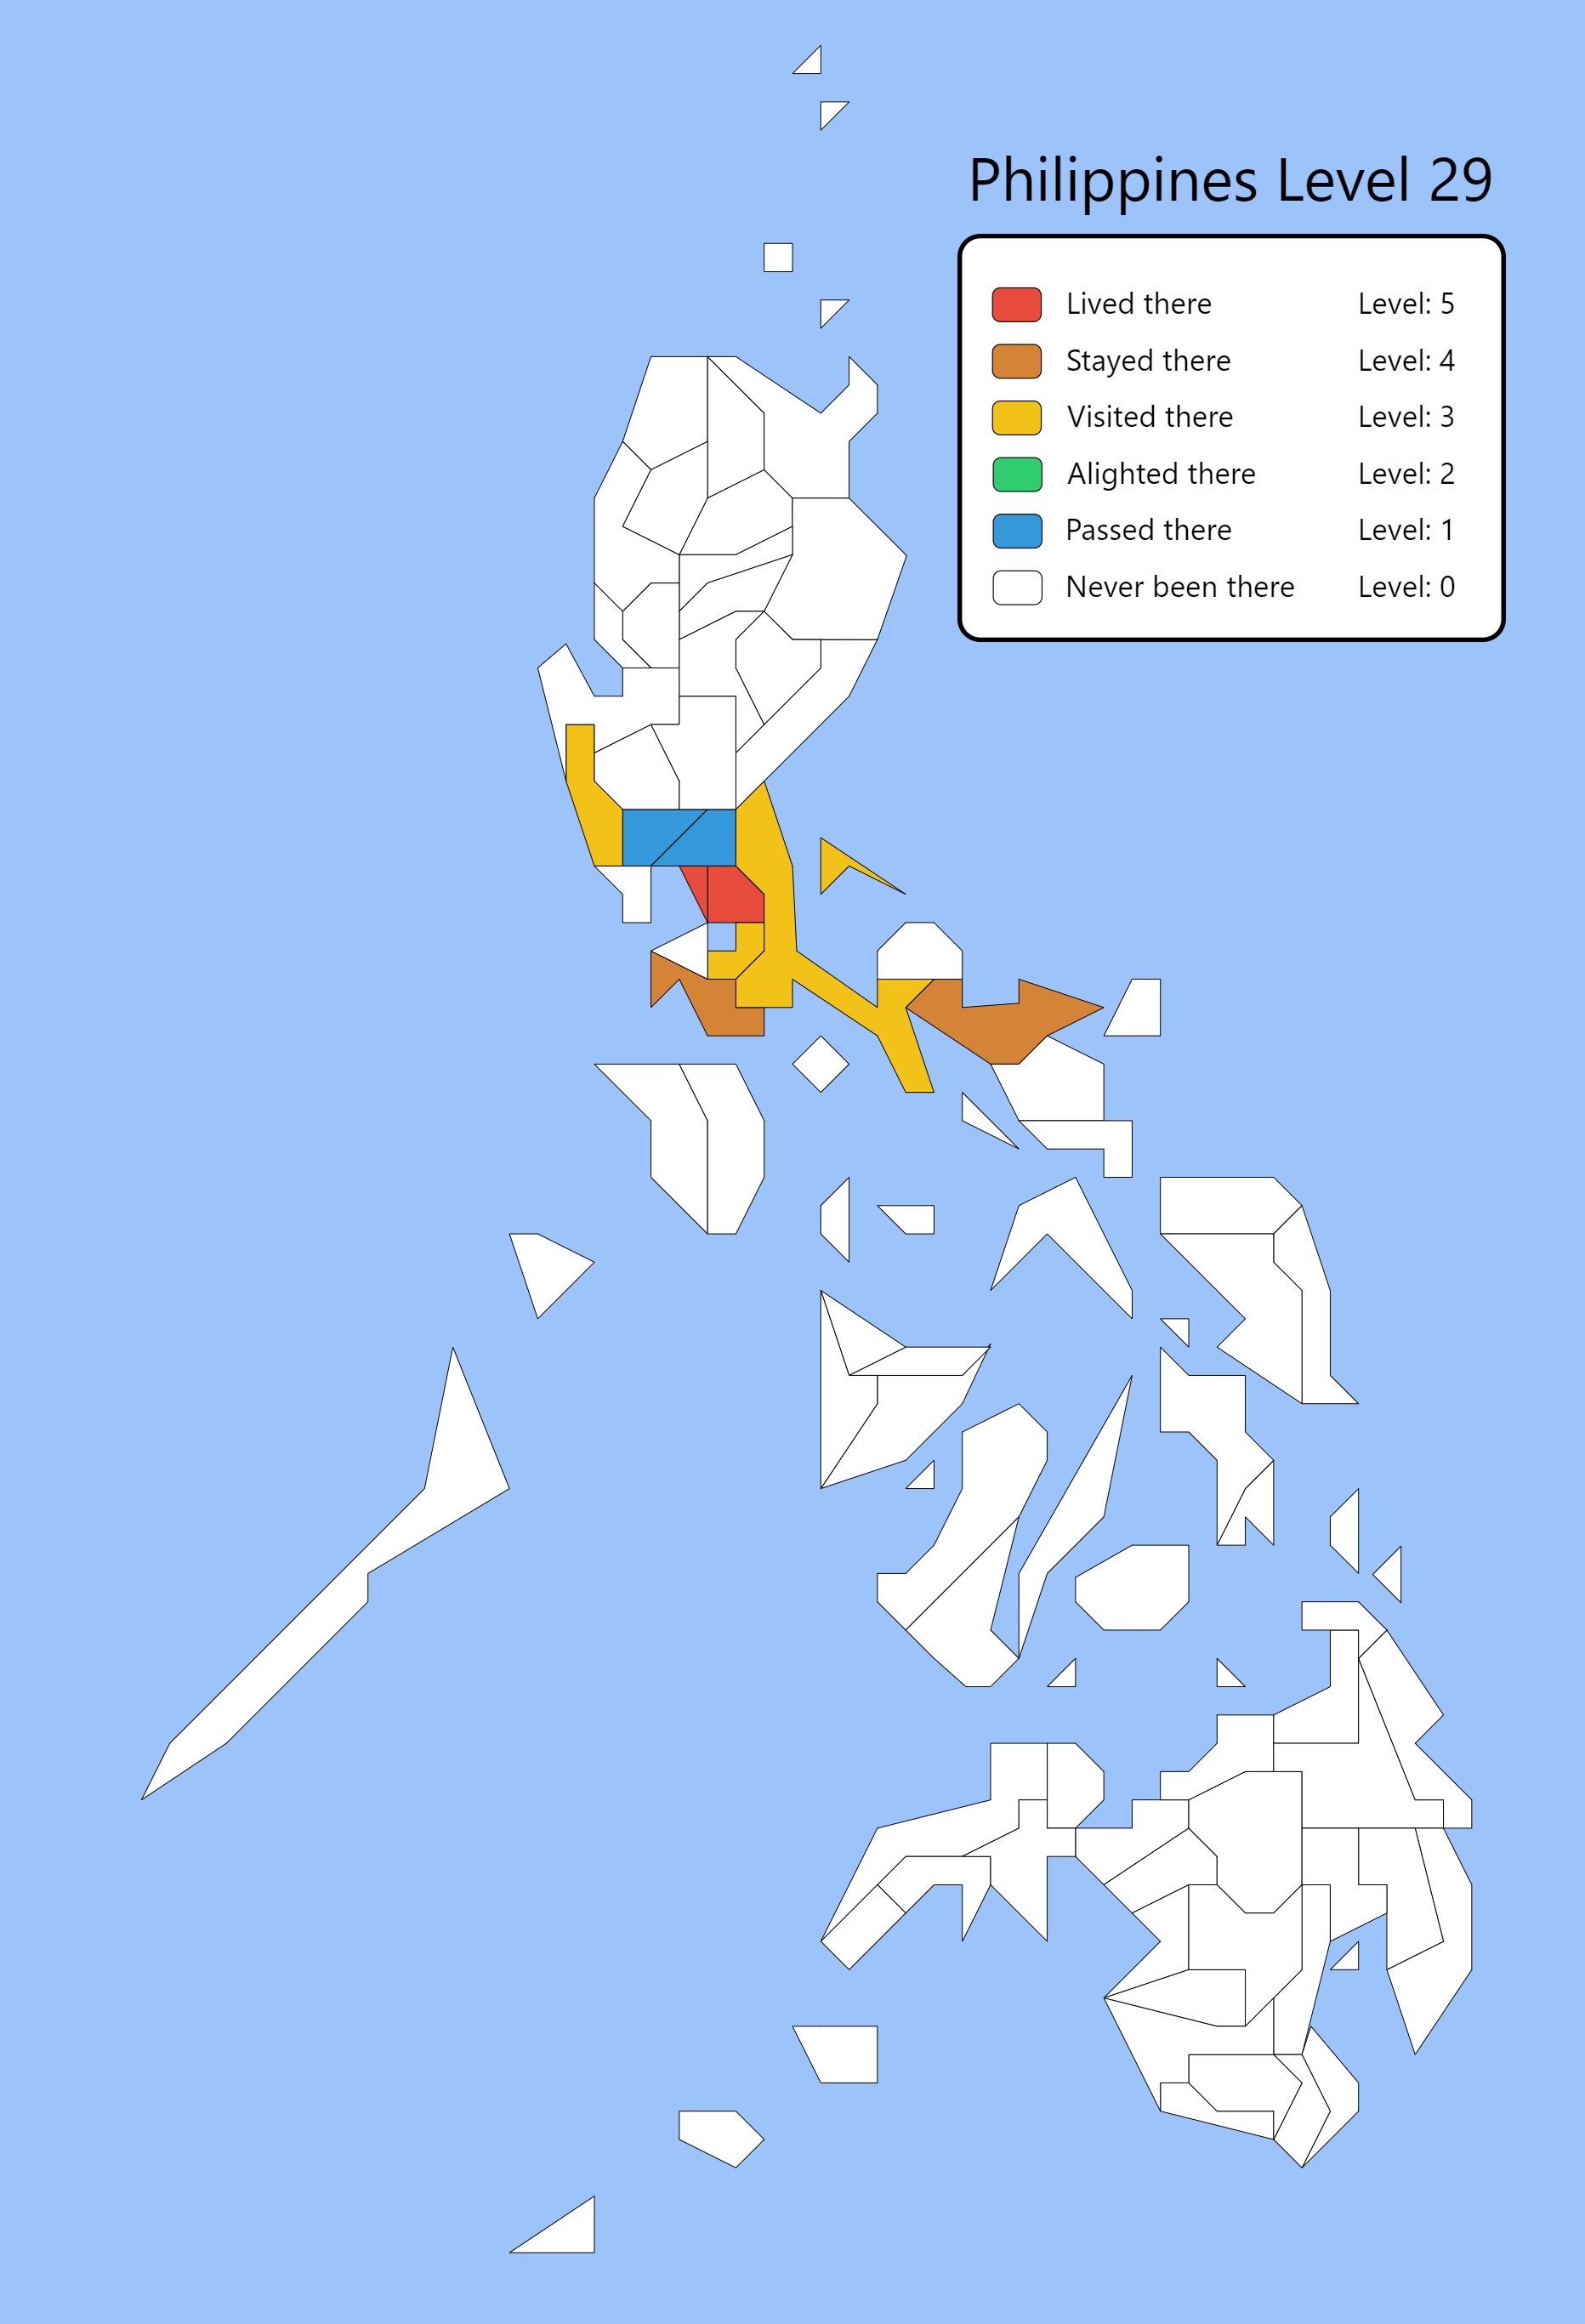 Philippines Level 29
Lived there Level: 5
Stayed there Level: 4
Visited there Level: 3
Alighted there Level: 2
Passed there Level: 1
Never been there Level: 0